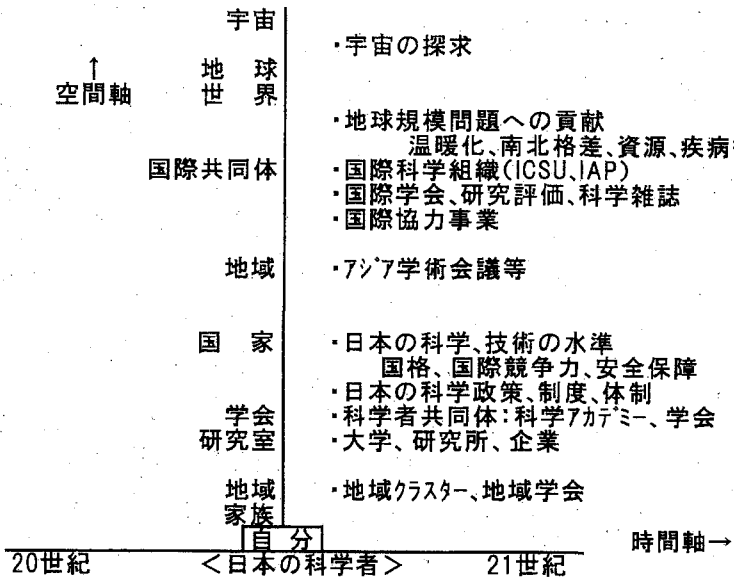 宇宙
・宇宙の探求
↑ 地 球
空間軸 世 界
・地球規模問題への貢献
温暖化、南北格差、資源、疾病
国際共同体 ・国際科学組織(ICSU、IAP)
・国際学会、研究評価、科学雑誌
・国際協力事業
地域 ・アジア学術会議等
国 家 ・日本の科学、技術の水準
国格、国際競争力、安全保障
・日本の科学政策、制度、体制
学会 ・科学者共同体:科学アカデミー、学会
研究室 ・大学、研究所、企業
地域 ・地域クラスター、地域学会
家族
自 分 時間軸→
20世紀 <日本の科学者> 21世紀